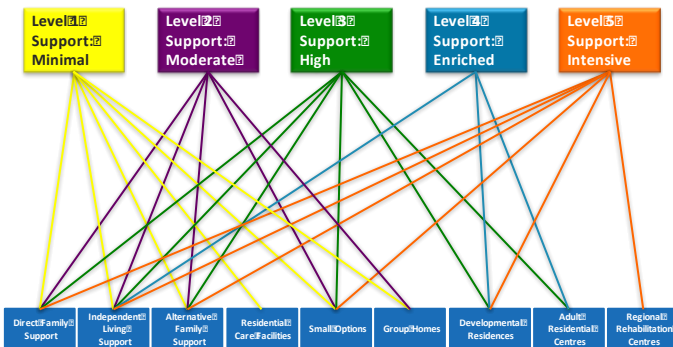 Level 1
Support:
Minimal
Level 2
Support:
Moderate
Level 3
Support:
High
Level 4
Support:
Enriched
Level 5
Support:
Intensive
Direct Family
Support
Independent
Living
Support
Alternative
Family
Support
Residential
Care Facilities
Small Options
Group Homes
Developmental
Residences
Adult
Residential
Centres
Regional
Rehabilitation
Centres